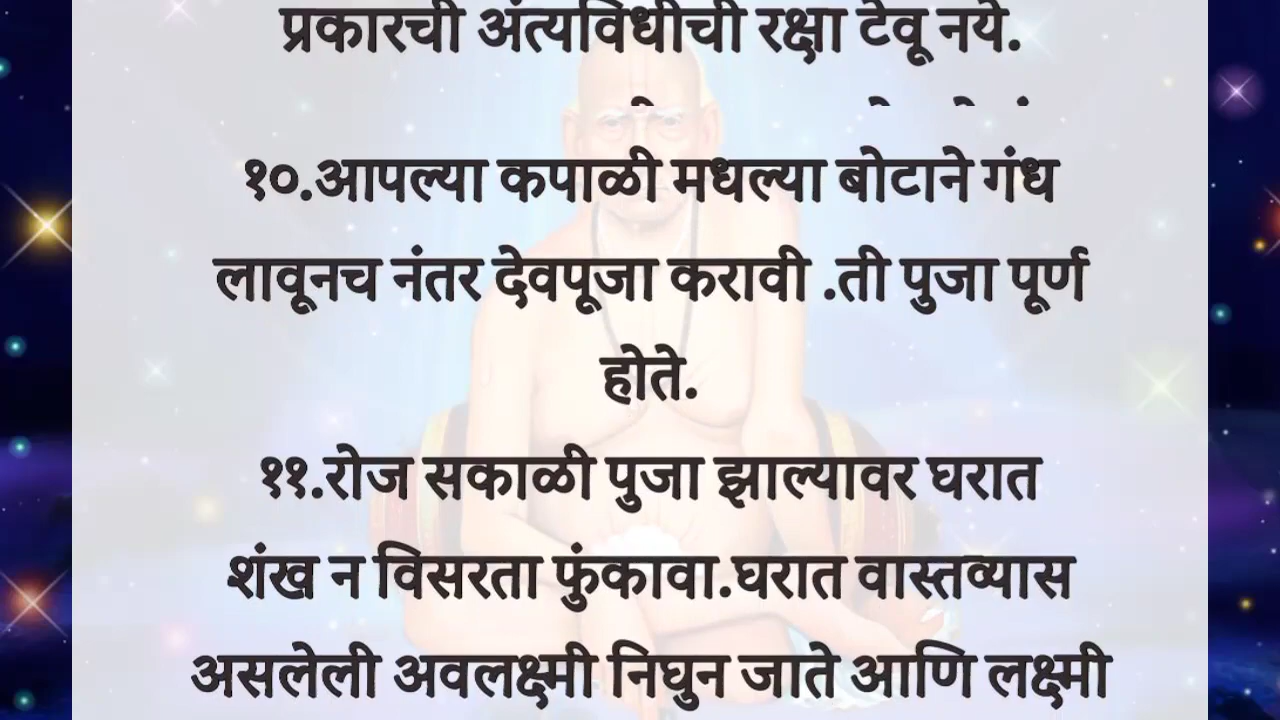 प्रकारची अंत्यविधीची रक्षा टेवू नये.
१०.आपल्या कपाळी मधल्या बोटाने गंध
लावूनच नंतर देवपूजा करावी .ती पुजा पूर्ण
होते.
११.रोज सकाळी पुजा झाल्यावर घरात
शंख न विसरता फुंकावा.घरात वास्तव्यास
असलेली अवलक्ष्मी निघुन जाते आणि लक्ष्मी